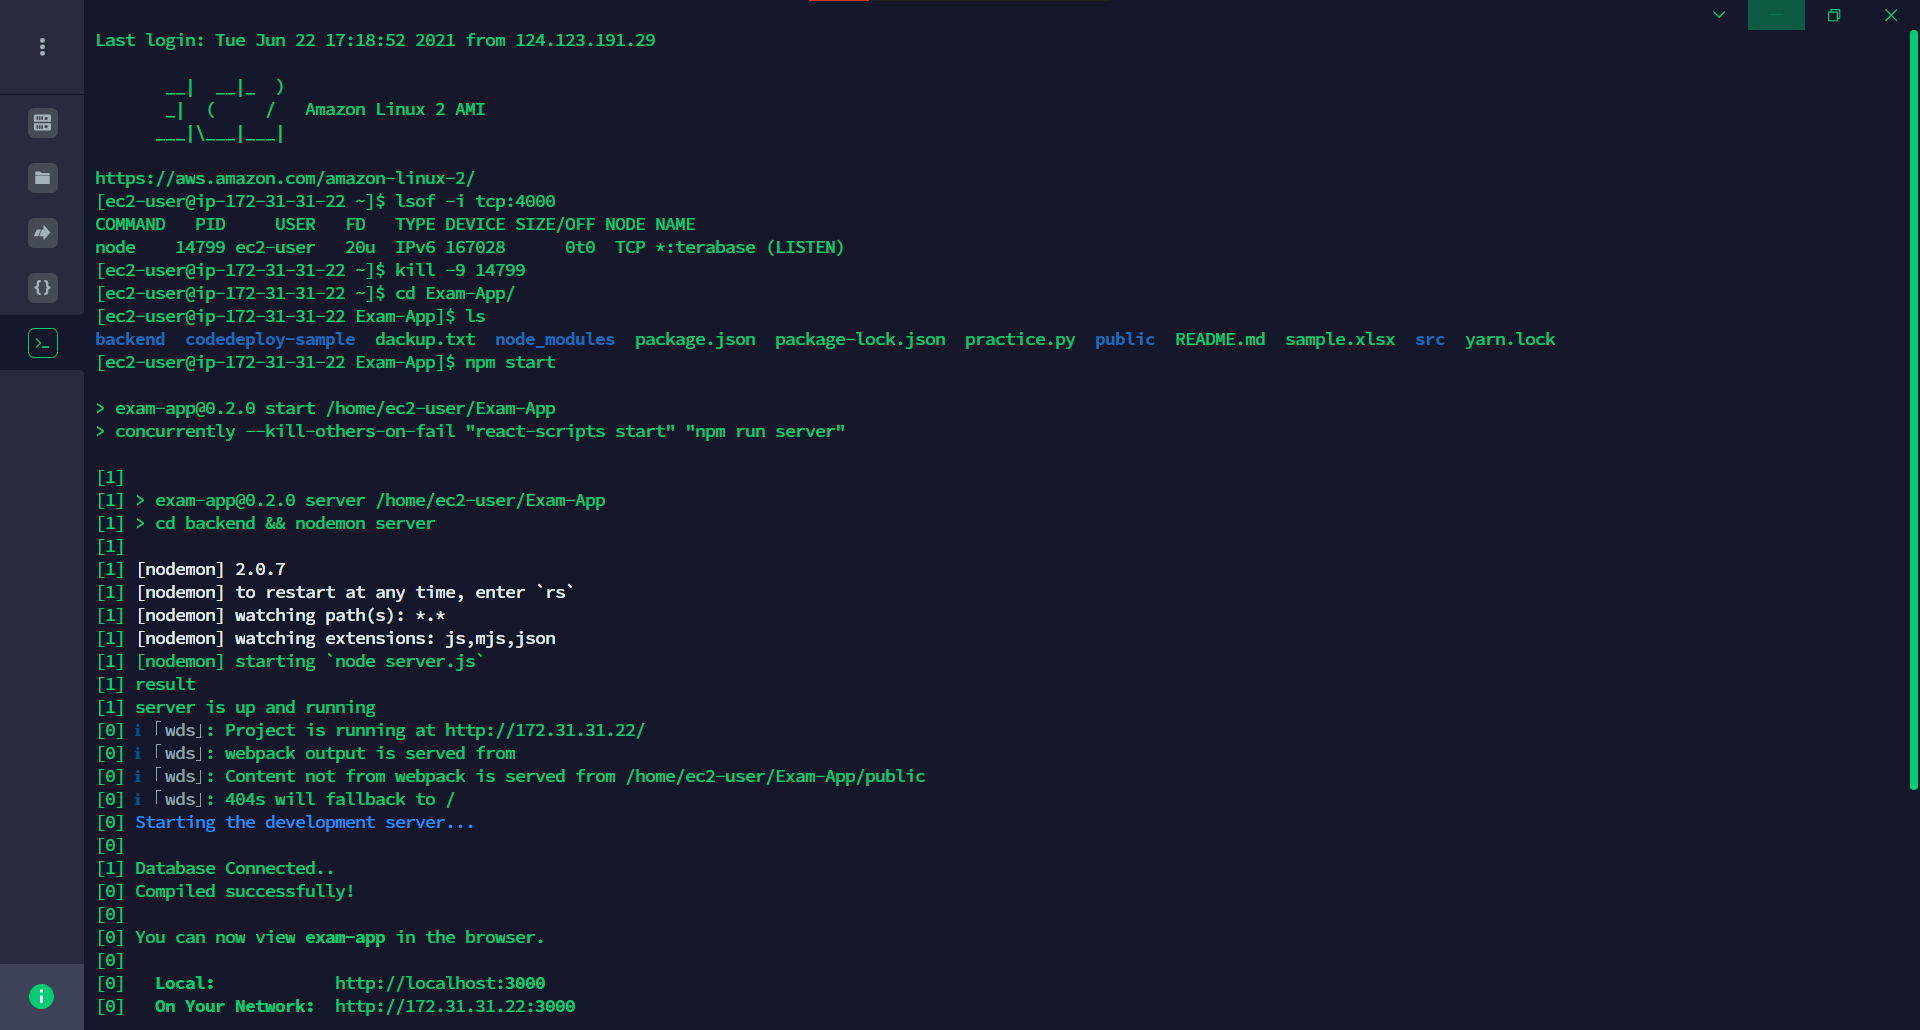 Last login: Tue Jun 22 17:18:52 2021 from 124.123.191.29
       __|  __|_  )
       _|  (     /   Amazon Linux 2 AMI
      ___|\___|___|
https://aws.amazon.com/amazon-linux-2/
[ec2-user@ip-172-31-31-22 ~]$ lsof -i tcp:4000
COMMAND   PID     USER   FD   TYPE DEVICE SIZE/OFF NODE NAME
node    14799 ec2-user   20u  IPv6 167028      0t0  TCP *:terabase (LISTEN)
[ec2-user@ip-172-31-31-22 ~]$ kill -9 14799
[ec2-user@ip-172-31-31-22 ~]$ cd Exam-App/
[ec2-user@ip-172-31-31-22 Exam-App]$ ls
backend  codedeploy-sample  dackup.txt  node_modules  package.json  package-lock.json  practice.py  public  README.md  sample.xlsx  src  yarn.lock
[ec2-user@ip-172-31-31-22 Exam-App]$ npm start
> exam-app@0.2.0 start /home/ec2-user/Exam-App
> concurrently --kill-others-on-fail "react-scripts start" "npm run server"
[1]
[1] > exam-app@0.2.0 server /home/ec2-user/Exam-App
[1] > cd backend && nodemon server
[1]
[1] [nodemon] 2.0.7
[1] [nodemon] to restart at any time, enter `rs`
[1] [nodemon] watching path(s): *.*
[1] [nodemon] watching extensions: js,mjs,json
[1] [nodemon] starting `node server.js`
[1] result
[1] server is up and running
[0] ℹ ｢wds｣: Project is running at http://172.31.31.22/
[0] ℹ ｢wds｣: webpack output is served from
[0] ℹ ｢wds｣: Content not from webpack is served from /home/ec2-user/Exam-App/public
[0] ℹ ｢wds｣: 404s will fallback to /
[0] Starting the development server...
[0]
[1] Database Connected..
[0] Compiled successfully!
[0]
[0] You can now view exam-app in the browser.
[0]
[0]   Local:            http://localhost:3000
[0]   On Your Network:  http://172.31.31.22:3000